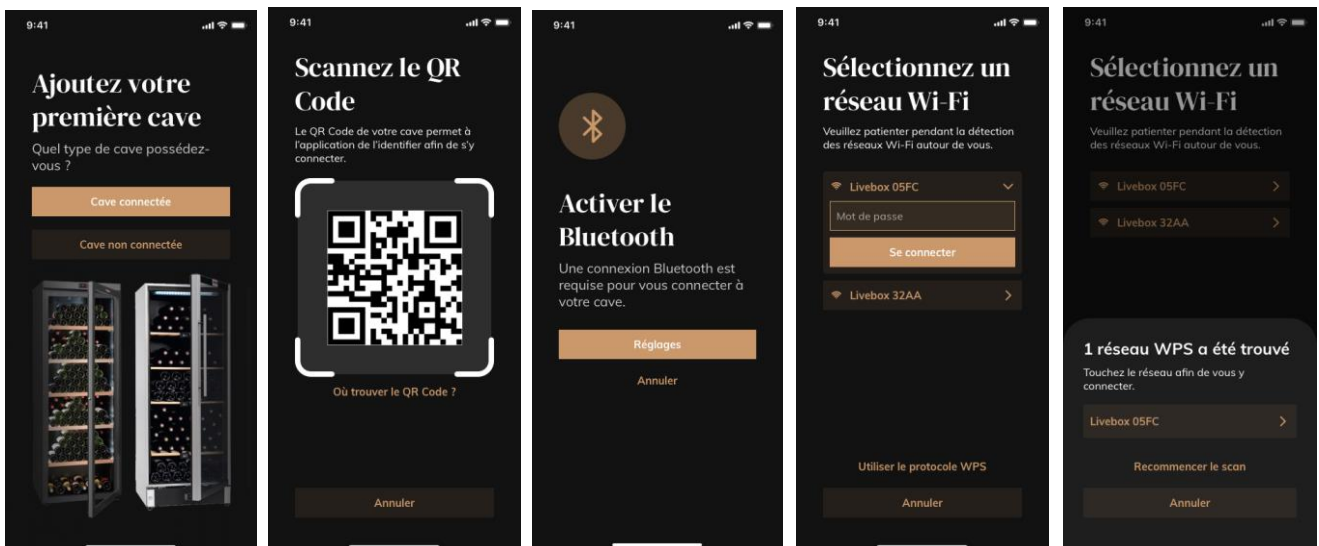 9:41
Ajoutez votre
première cave
Quel type de cave possédez-
vous ?
Cave connectée
Cave non connectée
9:41
Scannez le QR
Code
Le QR Code de votre cave permet à
l'application de l'identifier afin de s'y
connecter.
Où trouver le QR Code ?
Annuler
9:41
Activer le
Bluetooth
Une connexion Bluetooth est
requise pour vous connecter à
votre cave.
Réglages
Annuler
9:41
Sélectionnez un
réseau Wi-Fi
Veuillez patienter pendant la détection
des réseaux Wi-Fi autour de vous.
Livebox 05FC
Mot de passe
Se connecter
Livebox 32AA
Utiliser le protocole WPS
Annuler
9:41
Sélectionnez un
réseau Wi-Fi
Veuillez patienter pendant la détection
des réseaux Wi-Fi autour de vous.
Livebox 05FC
Livebox 32AA
1 réseau WPS a été trouvé
Touchez le réseau afin de vous y
connecter.
Livebox 05FC
Recommencer le scan
Annuler